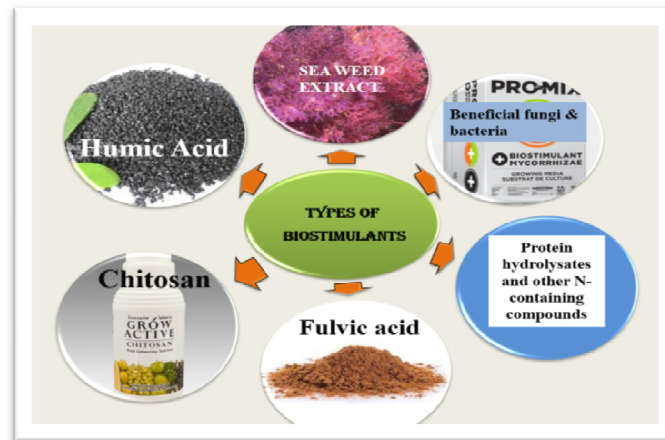 SEA WEED
EXTRACT
PRO-MIX
Beneficial fungi &
bacteria
BIOSTIMULANT
MYCORRHIZAE
GROWING MEDIA
SUBSTRAT DE CULTURE
Humic Acid
TYPES OF
BIOSTIMULANTS
Protein
hydrolysates
and other N-
containing
compounds
Chitosan
GROW
ACTIVE
CHITOSAN
Fulvic acid